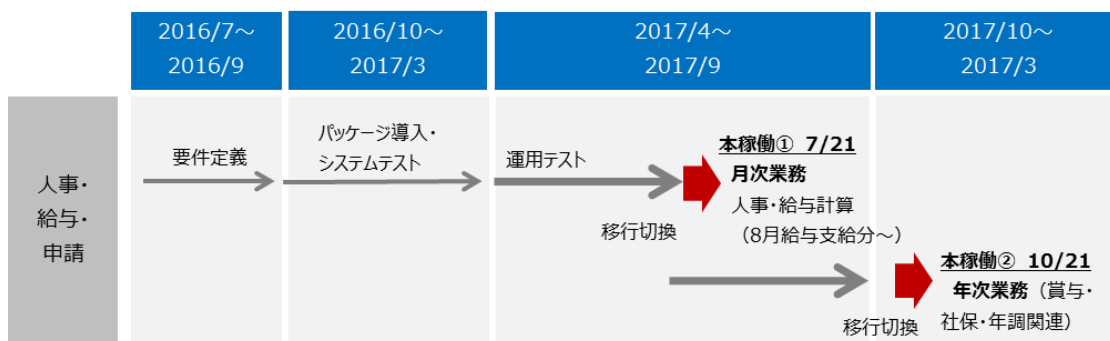 2016/7～
2016/9
2016/10～
2017/3
2017/4～
2017/9
2017/10～
2017/3
人事・
給与・
申請
要件定義
パッケージ導入・
システムテスト
運用テスト
移行切換
本稼働① 7/21
月次業務
人事・給与計算
（8月給与支給分～）
移行切換
本稼働② 10/21
年次業務（賞与・
社保・年調関連）